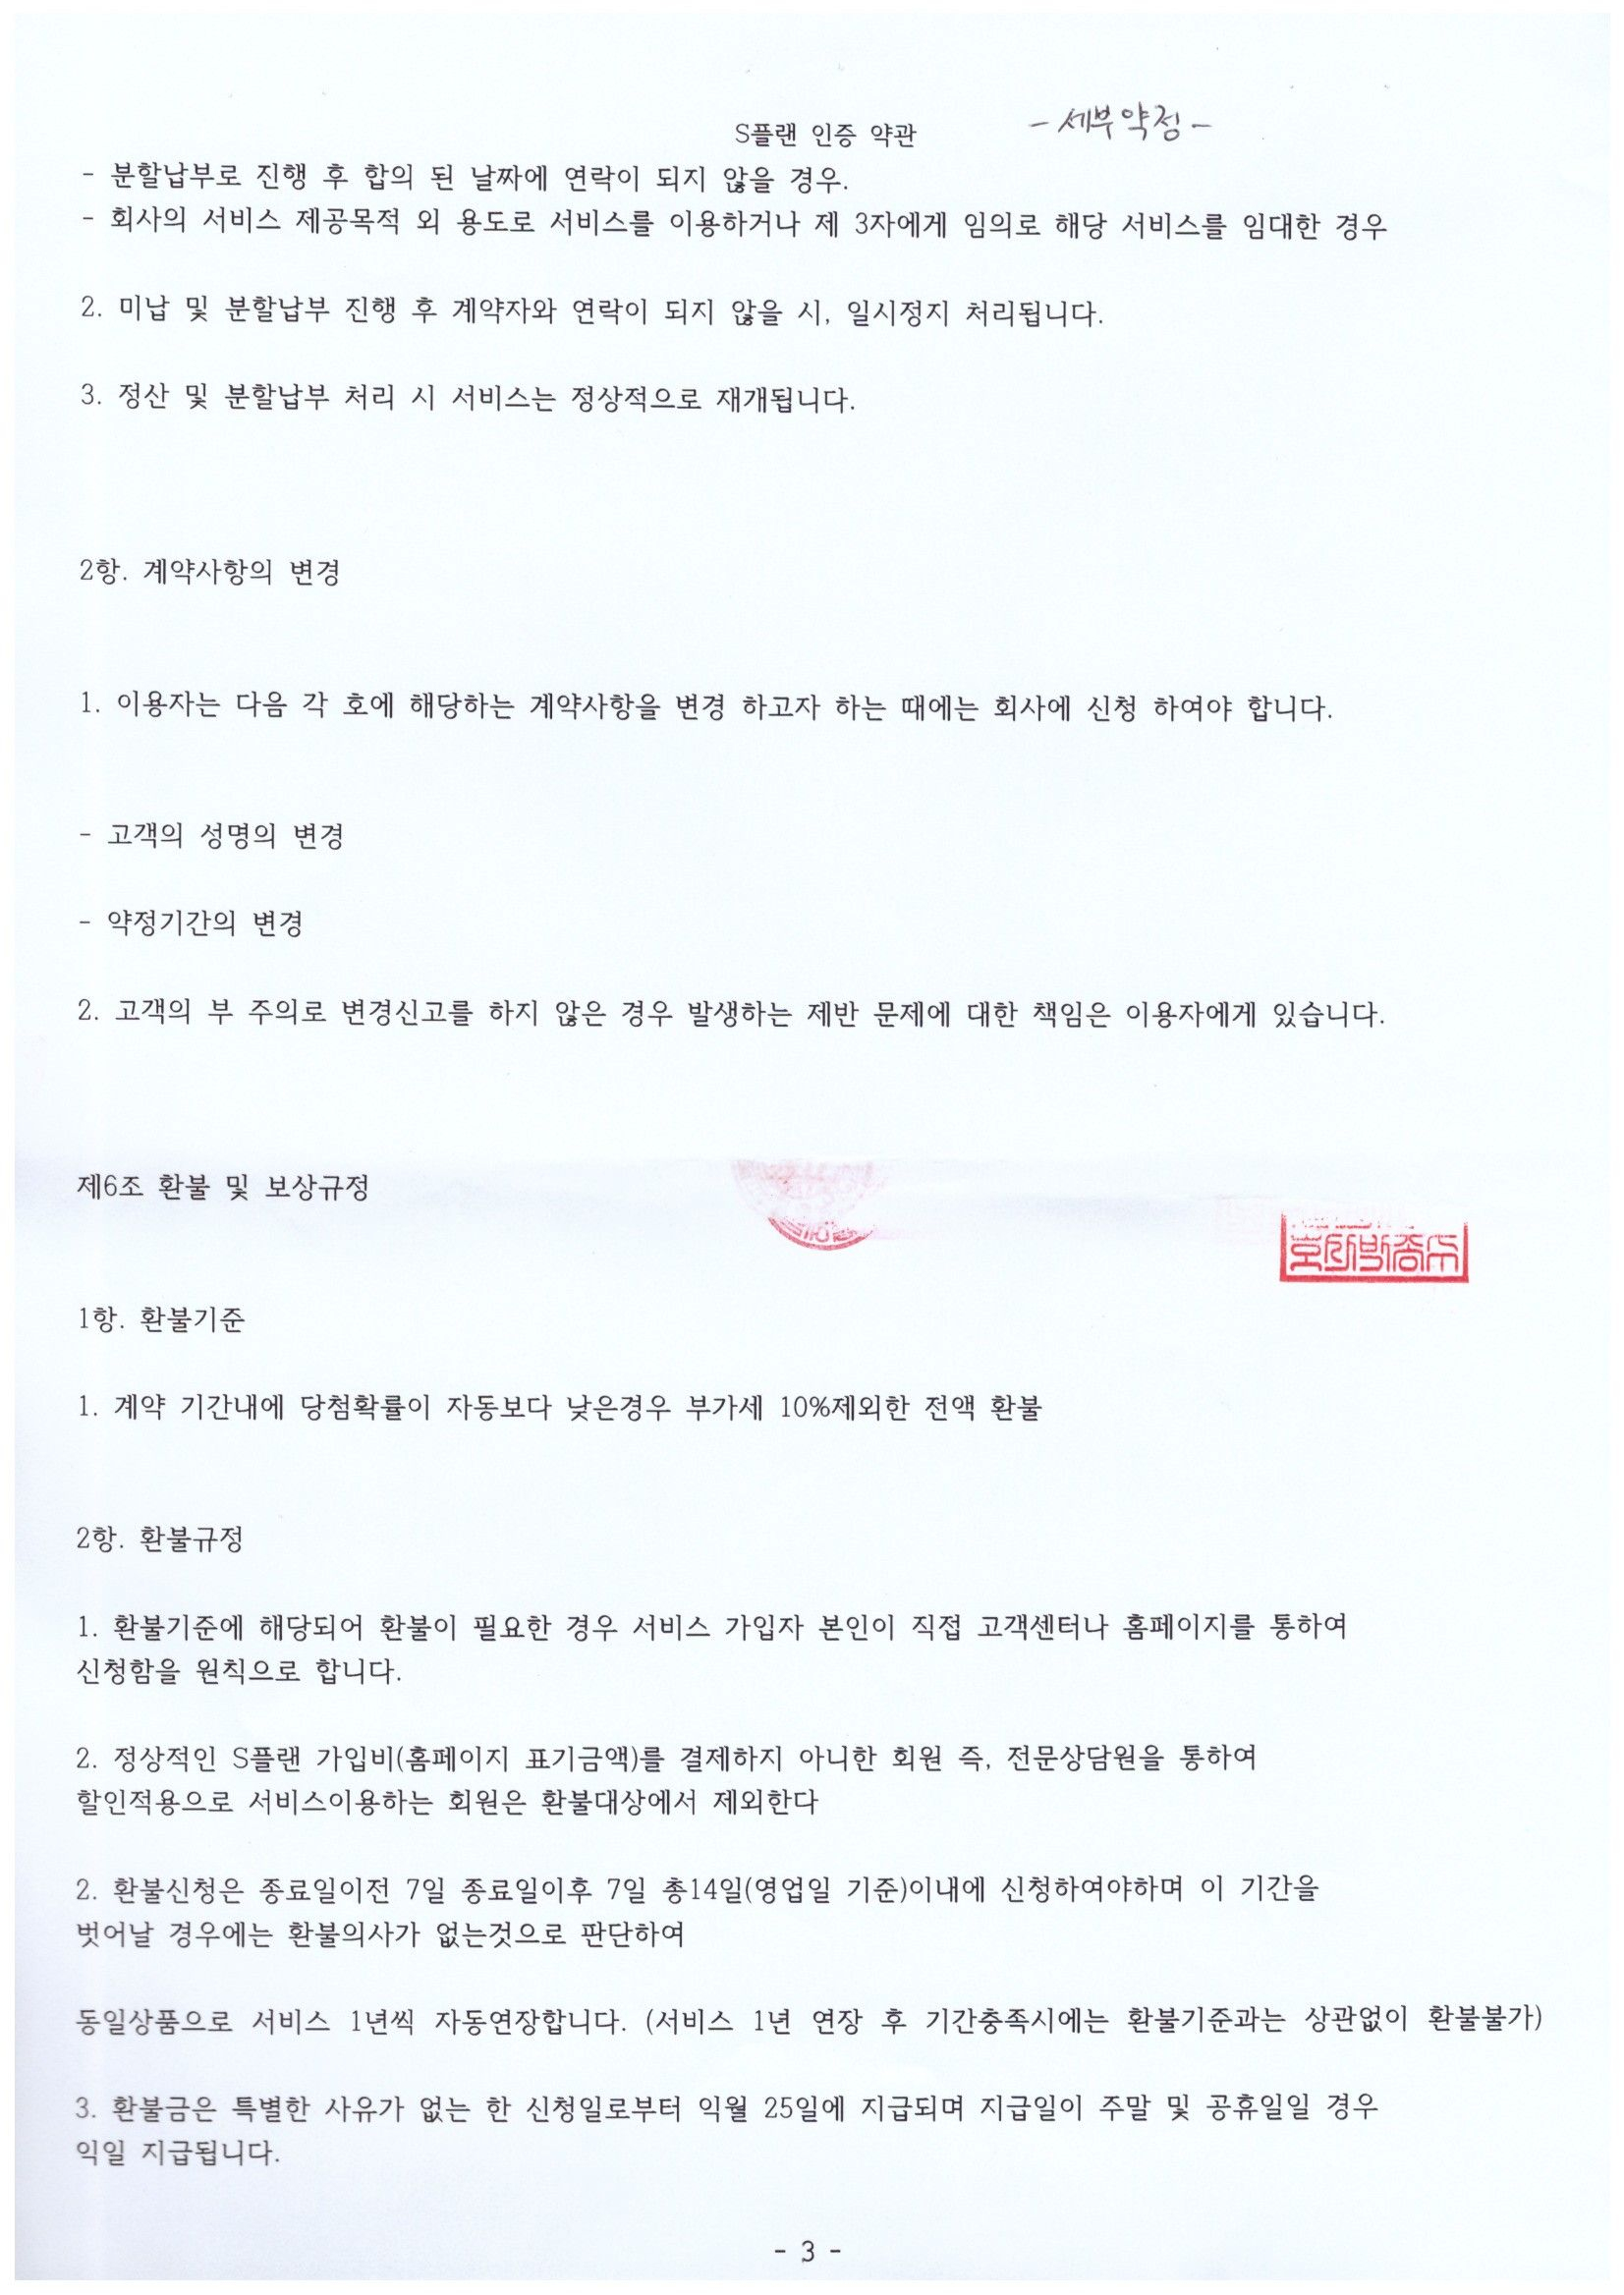 S플랜 인증 약관 - 세부약정 -
- 분할납부로 진행 후 합의 된 날짜에 연락이 되지 않을 경우.
- 회사의 서비스 제공목적 외 용도로 서비스를 이용하거나 제 3자에게 임의로 해당 서비스를 임대한 경우
2. 미납 및 분할납부 진행 후 계약자와 연락이 되지 않을 시, 일시정지 처리됩니다.
3. 정산 및 분할납부 처리 시 서비스는 정상적으로 재개됩니다.
2항. 계약사항의 변경
1. 이용자는 다음 각 호에 해당하는 계약사항을 변경 하고자 하는 때에는 회사에 신청 하여야 합니다.
- 고객의 성명의 변경
- 약정기간의 변경
2. 고객의 부 주의로 변경신고를 하지 않은 경우 발생하는 제반 문제에 대한 책임은 이용자에게 있습니다.
제6조 환불 및 보상규정
1항. 환불기준
1. 계약 기간내에 당첨확률이 자동보다 낮은경우 부가세 10%제외한 전액 환불
2항. 환불규정
1. 환불기준에 해당되어 환불이 필요한 경우 서비스 가입자 본인이 직접 고객센터나 홈페이지를 통하여
신청함을 원칙으로 합니다.
2. 정상적인 S플랜 가입비(홈페이지 표기금액)를 결제하지 아니한 회원 즉, 전문상담원을 통하여
할인적용으로 서비스이용하는 회원은 환불대상에서 제외한다
2. 환불신청은 종료일이전 7일 종료일이후 7일 총14일(영업일 기준)이내에 신청하여야하며 이 기간을
벗어날 경우에는 환불의사가 없는것으로 판단하여
동일상품으로 서비스 1년씩 자동연장합니다. (서비스 1년 연장 후 기간충족시에는 환불기준과는 상관없이 환불불가)
3. 환불금은 특별한 사유가 없는 한 신청일로부터 익월 25일에 지급되며 지급일이 주말 및 공휴일일 경우
익일 지급됩니다.
- 3 -